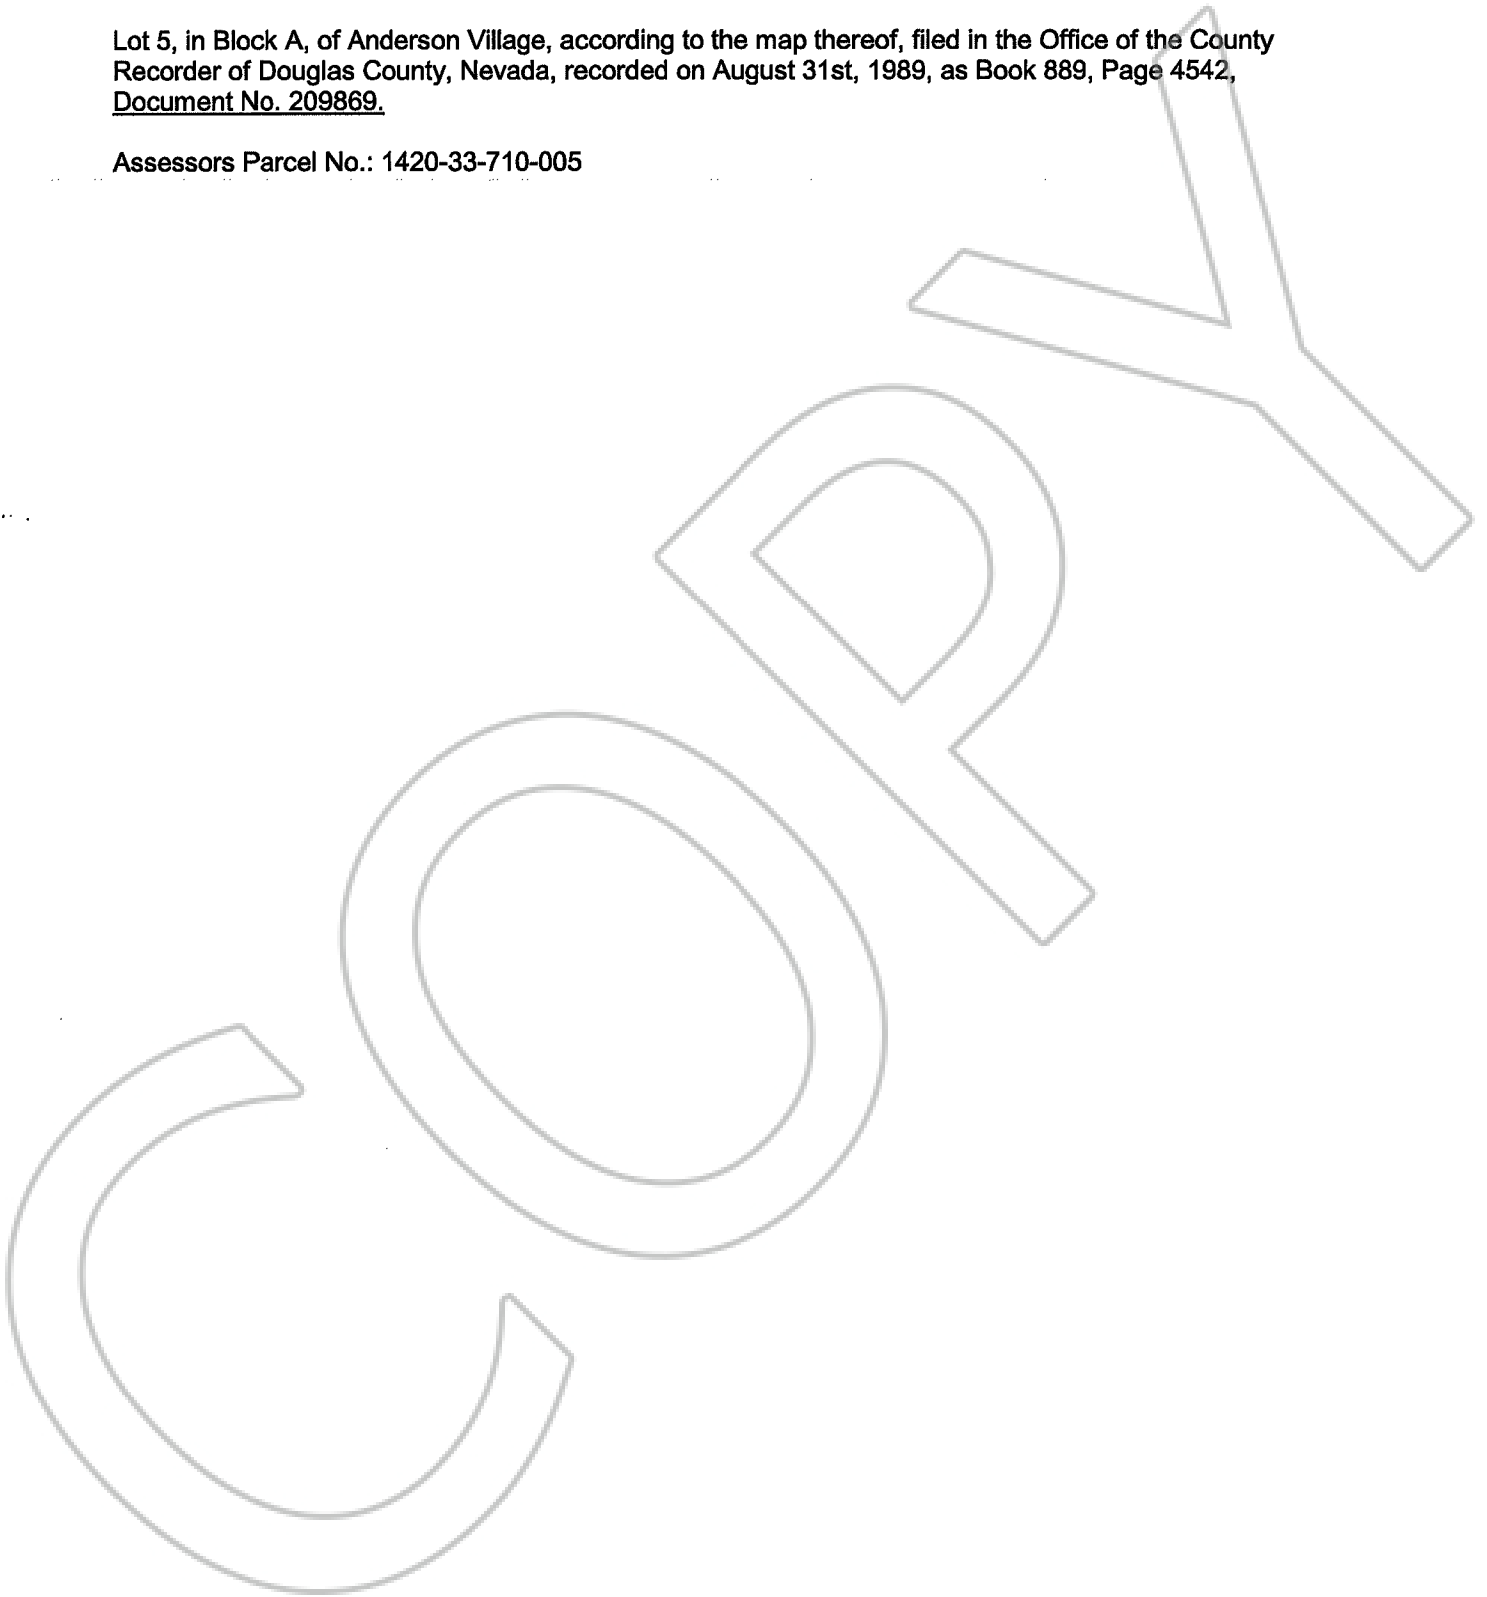 Lot 5, in Block A, of Anderson Village, according to the map thereof, filed in the Office of the County
Recorder of Douglas County, Nevada, recorded on August 31st, 1989, as Book 889, Page 4542,
Document No. 209869.
Assessors Parcel No.: 1420-33-710-005
COPY